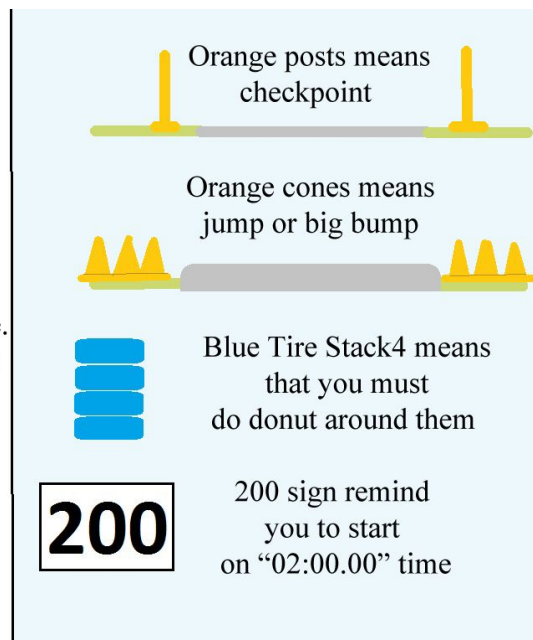 Orange posts means
checkpoint
Orange cones means
jump or big bump
Blue Tire Stack4 means
that you must
do donut around them
200
200 sign remind
you to start
on “02:00.00” time